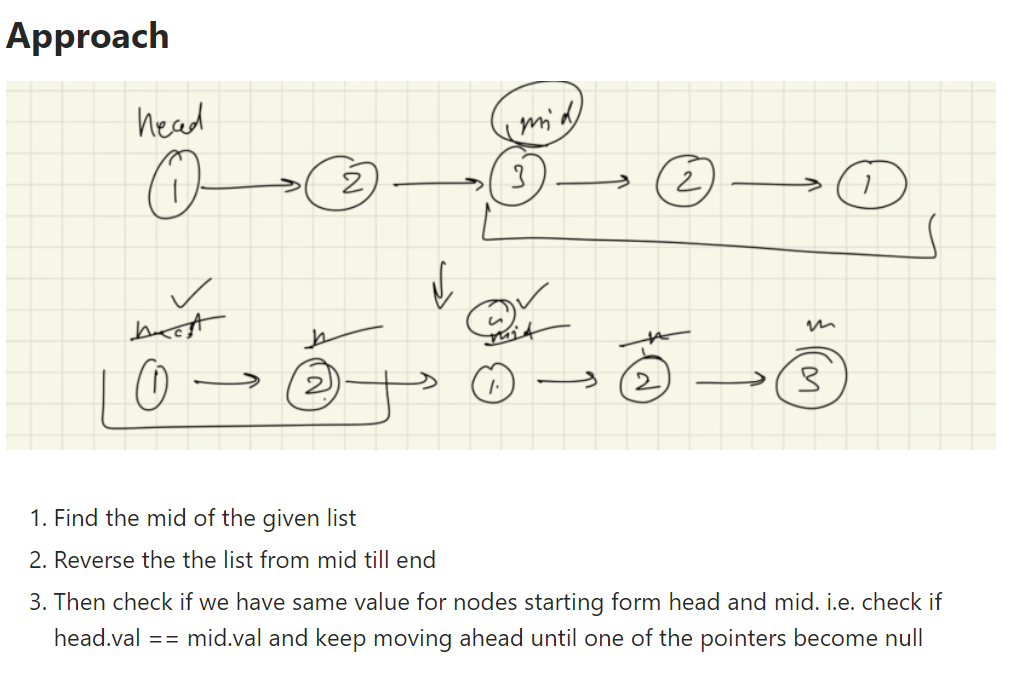 Approach
head mid
1 2 3 2 1
mid
1 2 1. 2 3
1. Find the mid of the given list
2. Reverse the the list from mid till end
3. Then check if we have same value for nodes starting form head and mid. i.e. check if
head.val == mid.val and keep moving ahead until one of the pointers become null